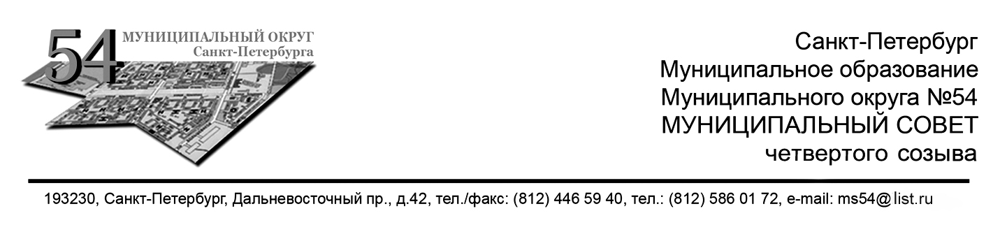 54
МУНИЦИПАЛЬНЫЙ ОКРУГ
Санкт-Петербурга
Санкт-Петербург
Муниципальное образование
Муниципального округа №54
МУНИЦИПАЛЬНЫЙ СОВЕТ
четвертого созыва
193230, Санкт-Петербург, Дальневосточный пр., д.42, тел./факс: (812) 446 59 40, тел.: (812) 586 01 72, e-mail: ms54@list.ru